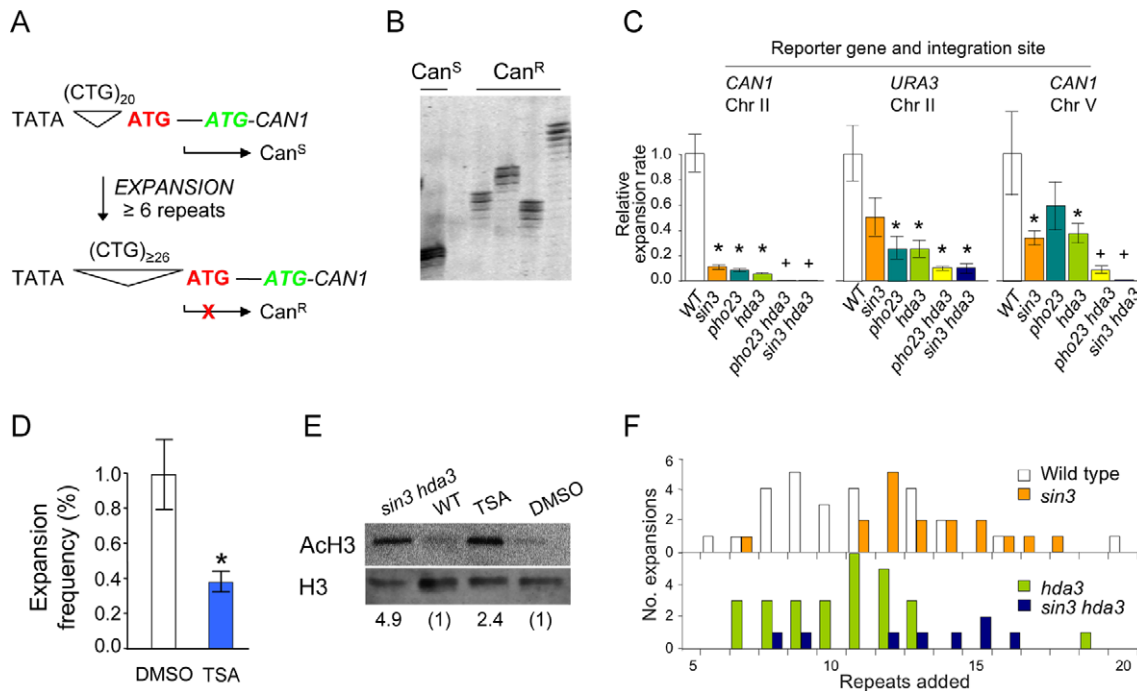 A
(CTG)20
TATA ATG ATG-CAN1
CanS
EXPANSION
≥ 6 repeats
(CTG)≥26
TATA ATG ATG-CAN1
X CanR
B
CanS CanR
C
Reporter gene and integration site
CAN1 URA3 CAN1
Chr II Chr II Chr V
Relative
expansion rate
1.0
0.8
0.6
0.4
0.2
0.0
* * * + +
* * * *
* * + +
WT sin3 pho23 hda3 pho23 hda3 sin3 hda3
WT sin3 pho23 hda3 pho23 hda3 sin3 hda3
WT sin3 pho23 hda3 pho23 hda3 sin3 hda3
D
Expansion
frequency (%)
1.0
0.8
0.6
0.4
0.2
0.0
*
DMSO TSA
E
sin3 hda3 WT TSA DMSO
AcH3
H3
4.9 (1) 2.4 (1)
F
No. expansions
6
4
2
0
Wild type
sin3
6
4
2
0
hda3
sin3 hda3
5 10 15 20
Repeats added